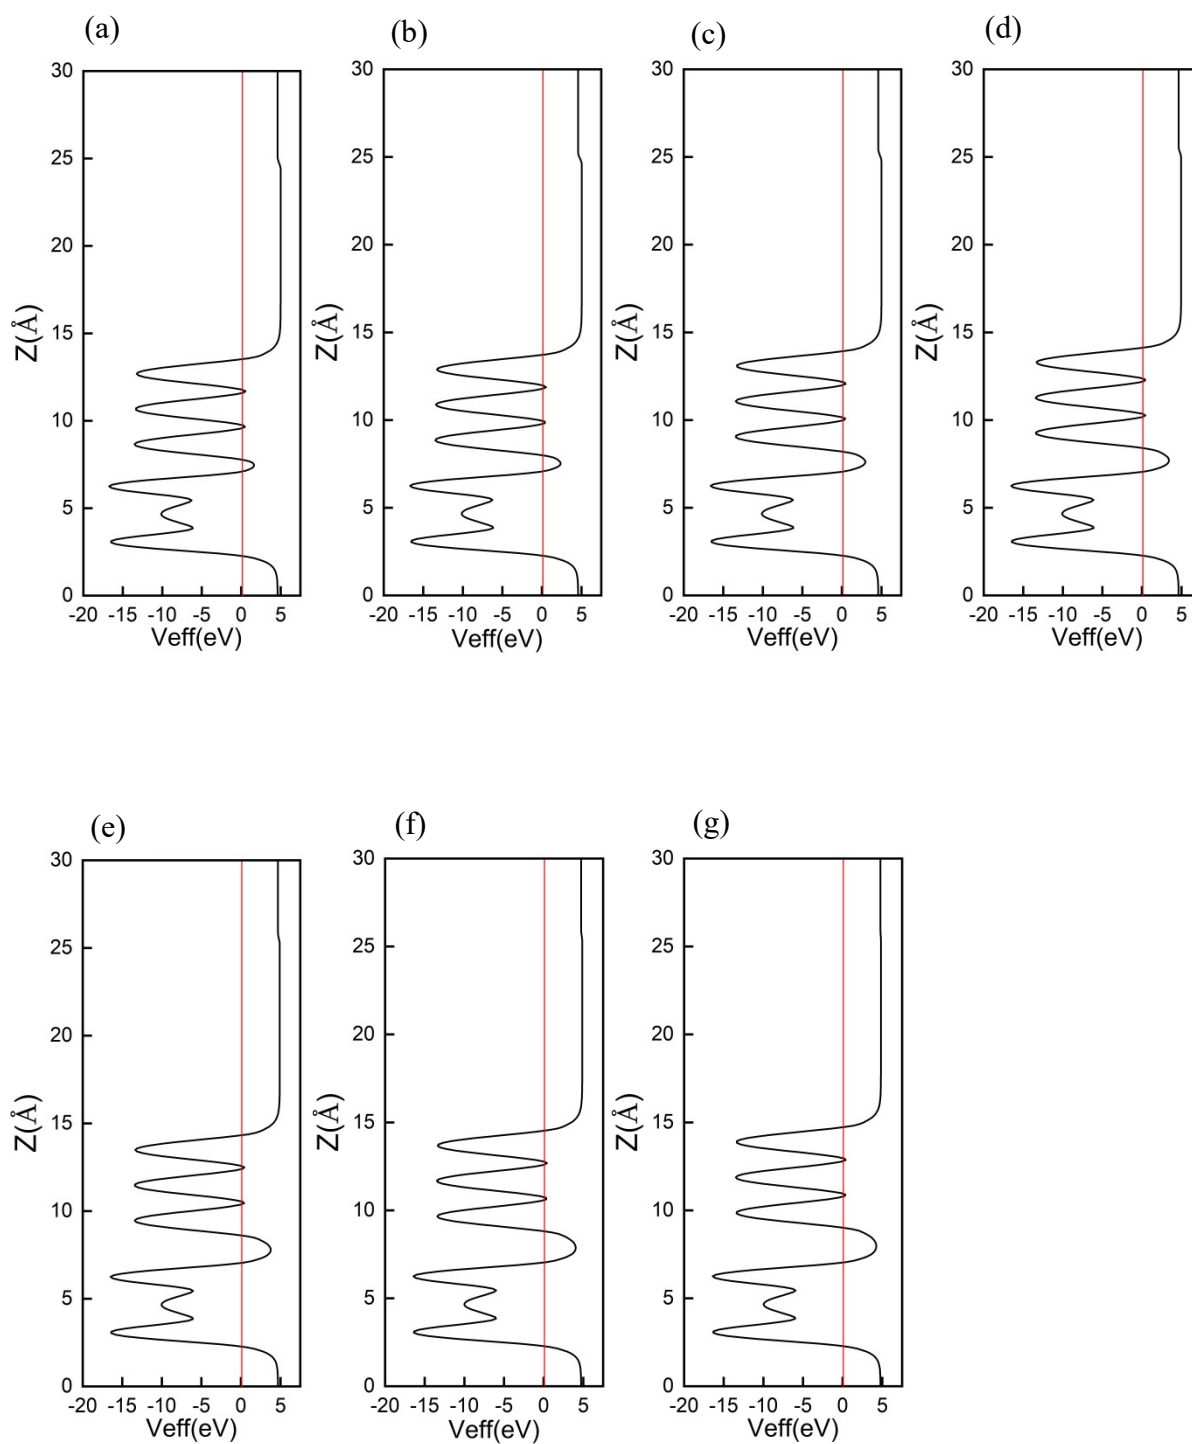 (a) (b) (c) (d)
30 30 30 30
25 25 25 25
20 20 20 20
Z(Å) Z(Å) Z(Å) Z(Å)
15 15 15 15
10 10 10 10
5 5 5 5
0 0 0 0
-20 -15 -10 -5 0 5 -20 -15 -10 -5 0 5 -20 -15 -10 -5 0 5 -20 -15 -10 -5 0 5
Veff(eV) Veff(eV) Veff(eV) Veff(eV)
(e) (f) (g)
30 30 30
25 25 25
20 20 20
Z(Å) Z(Å) Z(Å)
15 15 15
10 10 10
5 5 5
0 0 0
-20 -15 -10 -5 0 5 -20 -15 -10 -5 0 5 -20 -15 -10 -5 0 5
Veff(eV) Veff(eV) Veff(eV)